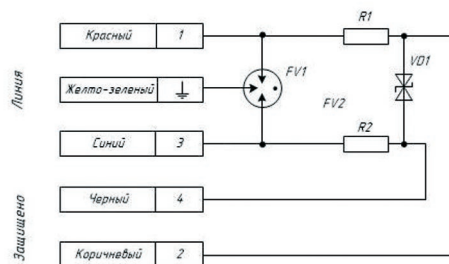 Линия
Защищено
Красный 1
Желто-зеленый
Синий 3
Черный 4
Коричневый 2
R1
FV1
VD1
FV2
R2